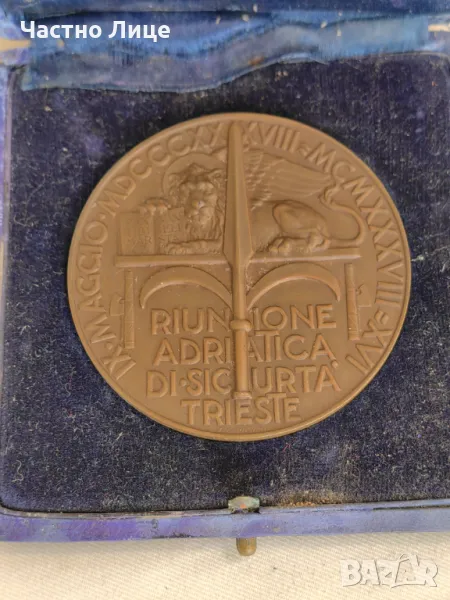 Частно Лице
IX·MAGGIO·MDCCCXXXVIII=MCMXXXVIII=XVI
RIUNIONE
ADRIATICA
DI·SICURTA'
TRIESTE
BAZAR